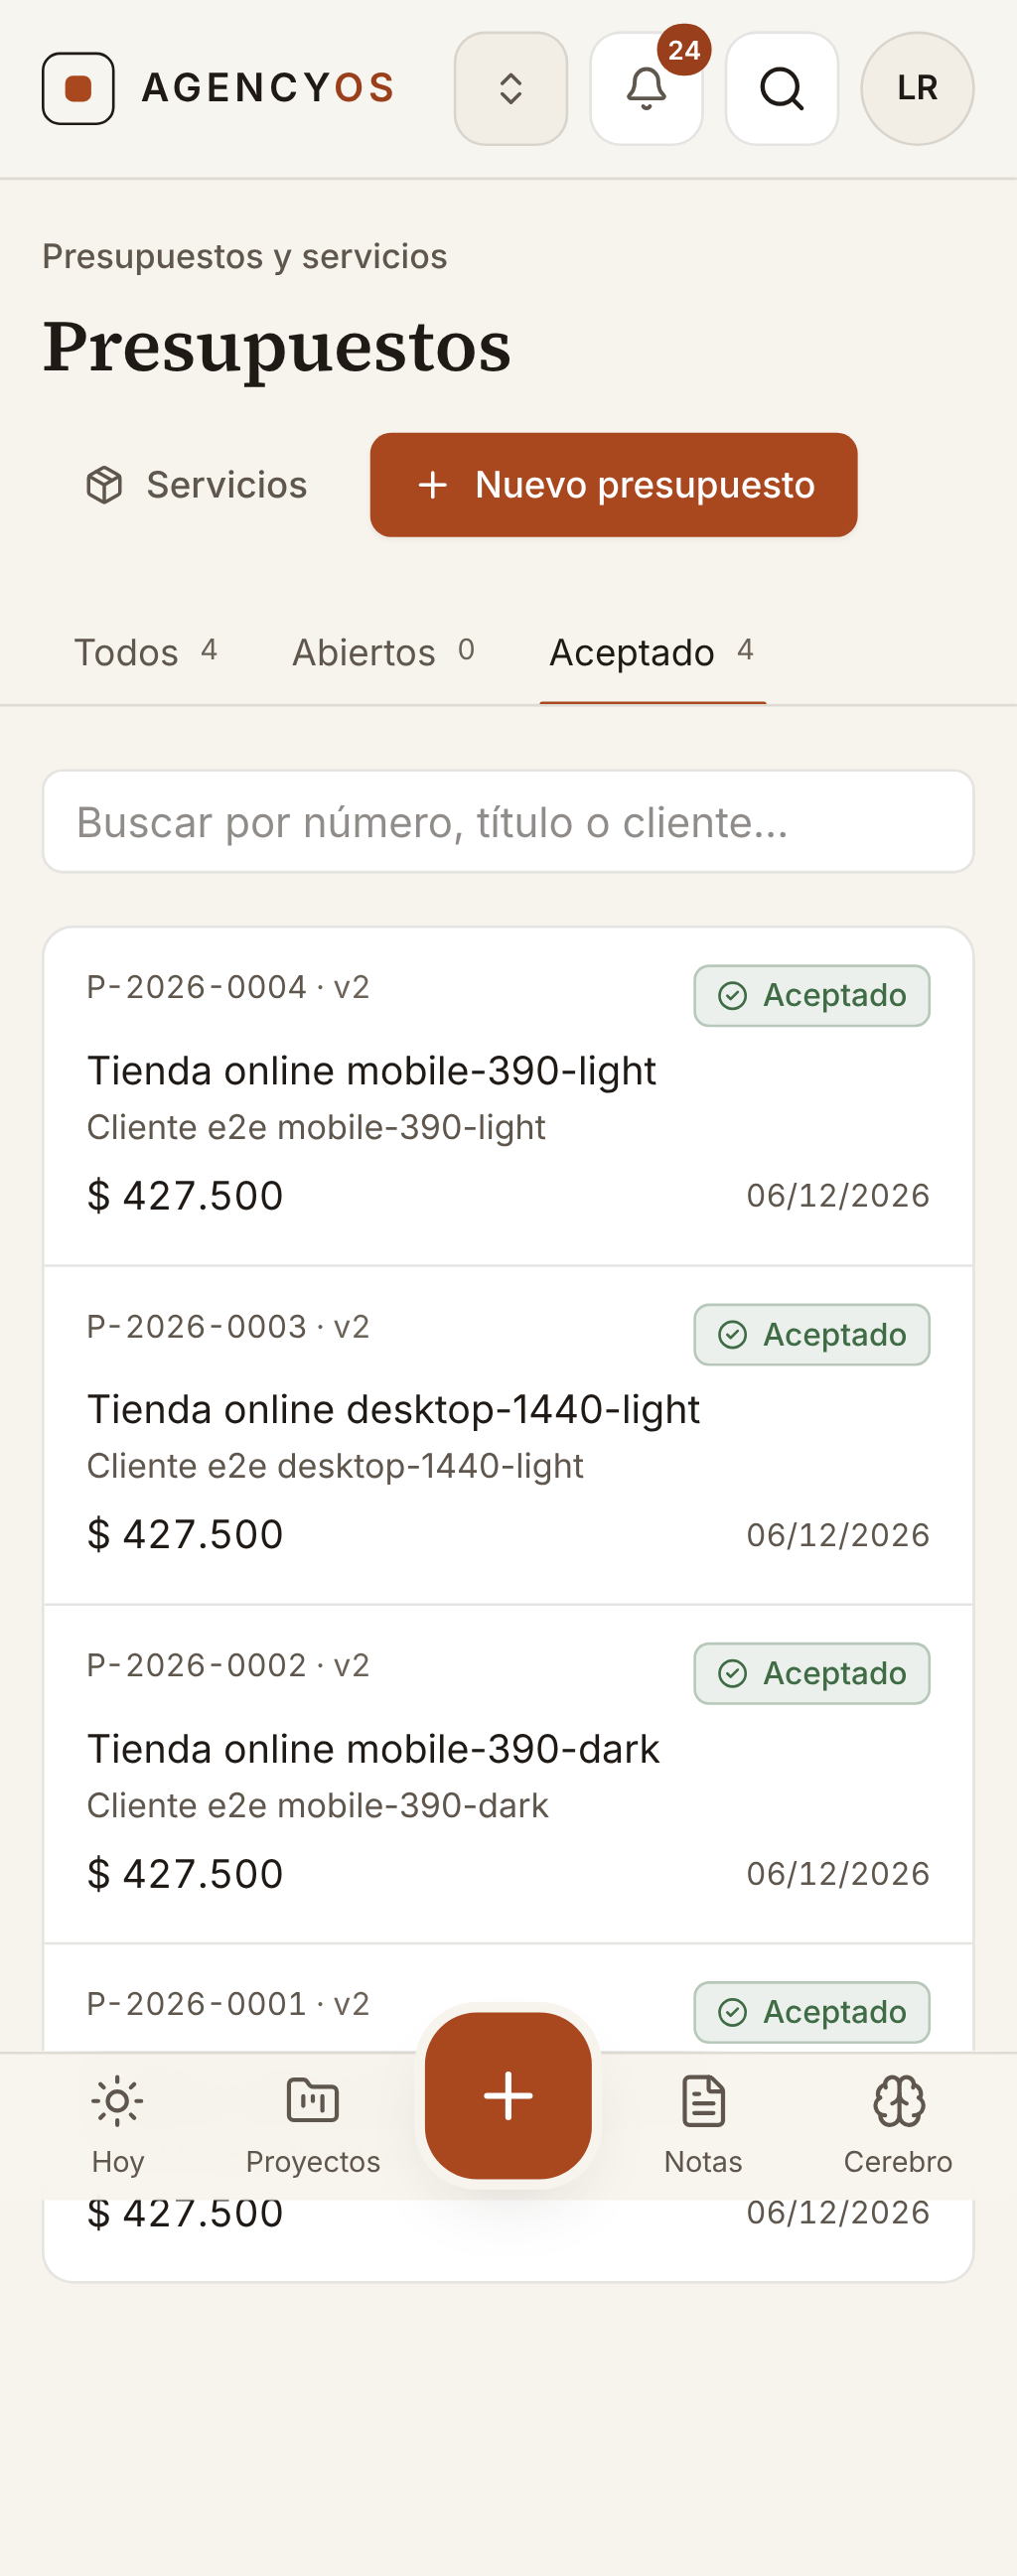 AGENCYOS
24
LR
Presupuestos y servicios
Presupuestos
Servicios
Nuevo presupuesto
Todos 4 Abiertos 0 Aceptado 4
Buscar por número, título o cliente...
P-2026-0004 · v2 Aceptado
Tienda online mobile-390-light
Cliente e2e mobile-390-light
$ 427.500 06/12/2026
P-2026-0003 · v2 Aceptado
Tienda online desktop-1440-light
Cliente e2e desktop-1440-light
$ 427.500 06/12/2026
P-2026-0002 · v2 Aceptado
Tienda online mobile-390-dark
Cliente e2e mobile-390-dark
$ 427.500 06/12/2026
P-2026-0001 · v2 Aceptado
Hoy Proyectos Notas Cerebro
$ 427.500 06/12/2026